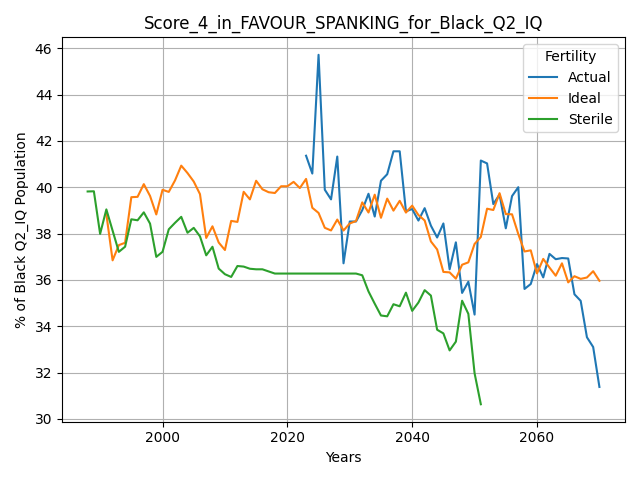 Score_4_in_FAVOUR_SPANKING_for_Black_Q2_IQ
Fertility
Actual
Ideal
Sterile
46
44
42
40
38
36
34
32
30
% of Black Q2_IQ Population
2000
2020
2040
2060
Years